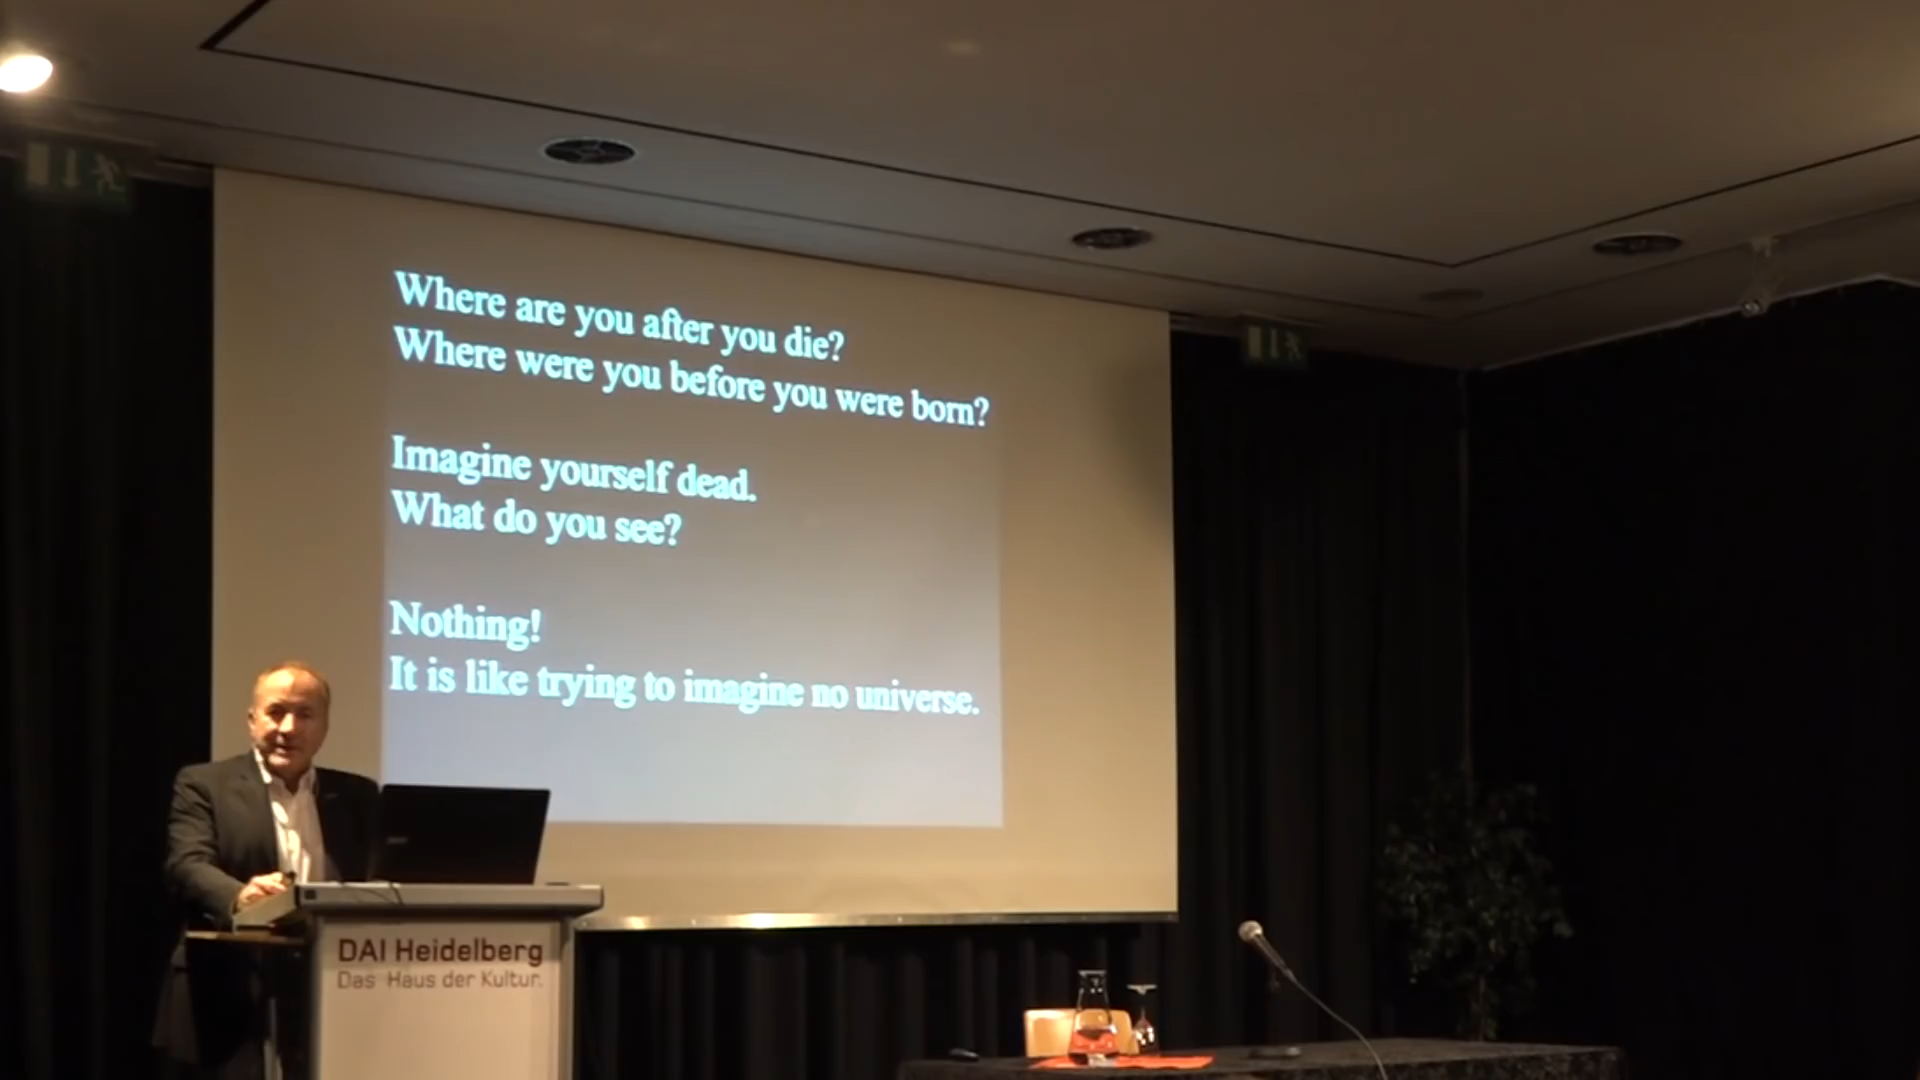 Where are you after you die?
Where were you before you were born?
Imagine yourself dead.
What do you see?
Nothing!
It is like trying to imagine no universe.
DAI Heidelberg
Das Haus der Kultur.